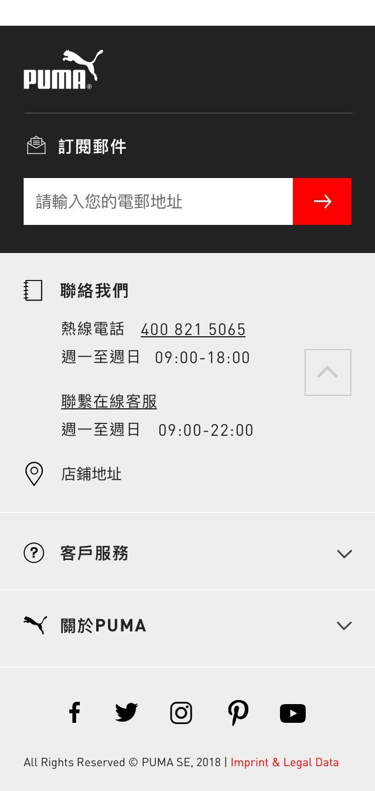 PUMA®
訂閱郵件
請輸入您的電郵地址
聯絡我們
熱線電話 400 821 5065
週一至週日 09:00-18:00
聯繫在線客服
週一至週日 09:00-22:00
店鋪地址
客戶服務
關於PUMA
All Rights Reserved © PUMA SE, 2018 | Imprint & Legal Data